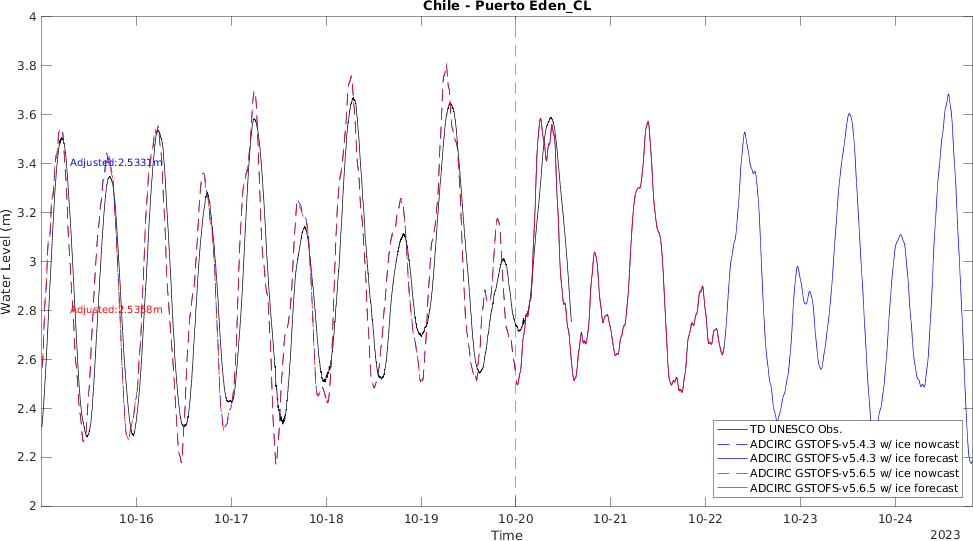 Chile - Puerto Eden_CL
4
3.8
3.6
3.4
3.2
3
2.8
2.6
2.4
2.2
2
Water Level (m)
Adjusted:2.5331m
Adjusted:2.5358m
TD UNESCO Obs.
ADCIRC GSTOFS-v5.4.3 w/ ice nowcast
ADCIRC GSTOFS-v5.4.3 w/ ice forecast
ADCIRC GSTOFS-v5.6.5 w/ ice nowcast
ADCIRC GSTOFS-v5.6.5 w/ ice forecast
10-16 10-17 10-18 10-19 10-20 10-21 10-22 10-23 10-24
Time
2023